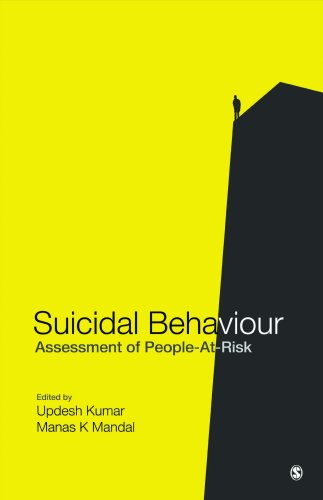 Suicidal Behaviour
Assessment of People-At-Risk
Edited by
Updesh Kumar
Manas K Mandal
S